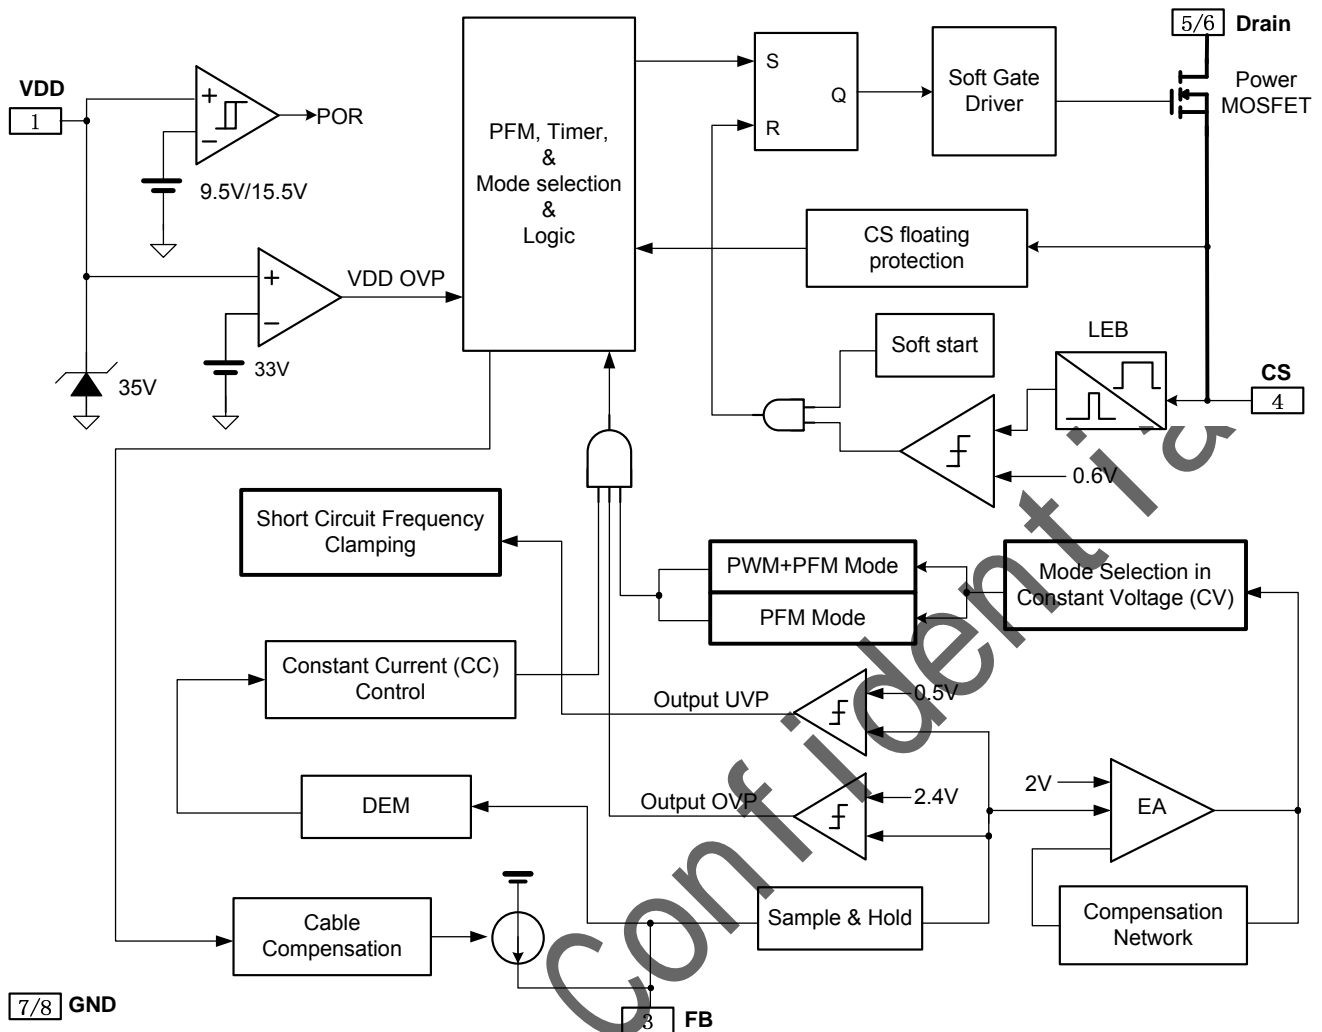 5/6 Drain
VDD
1
POR
9.5V/15.5V
VDD OVP
33V
35V
PFM, Timer,
&
Mode selection
&
Logic
S
R
Q
Soft Gate
Driver
Power
MOSFET
CS floating
protection
Soft start
LEB
CS
4
0.6V
Short Circuit Frequency
Clamping
PWM+PFM Mode
PFM Mode
Mode Selection in
Constant Voltage (CV)
Constant Current (CC)
Control
Output UVP
0.5V
DEM
Output OVP
2.4V
2V
EA
Cable
Compensation
Sample & Hold
Compensation
Network
7/8 GND
3 FB
Confidentia